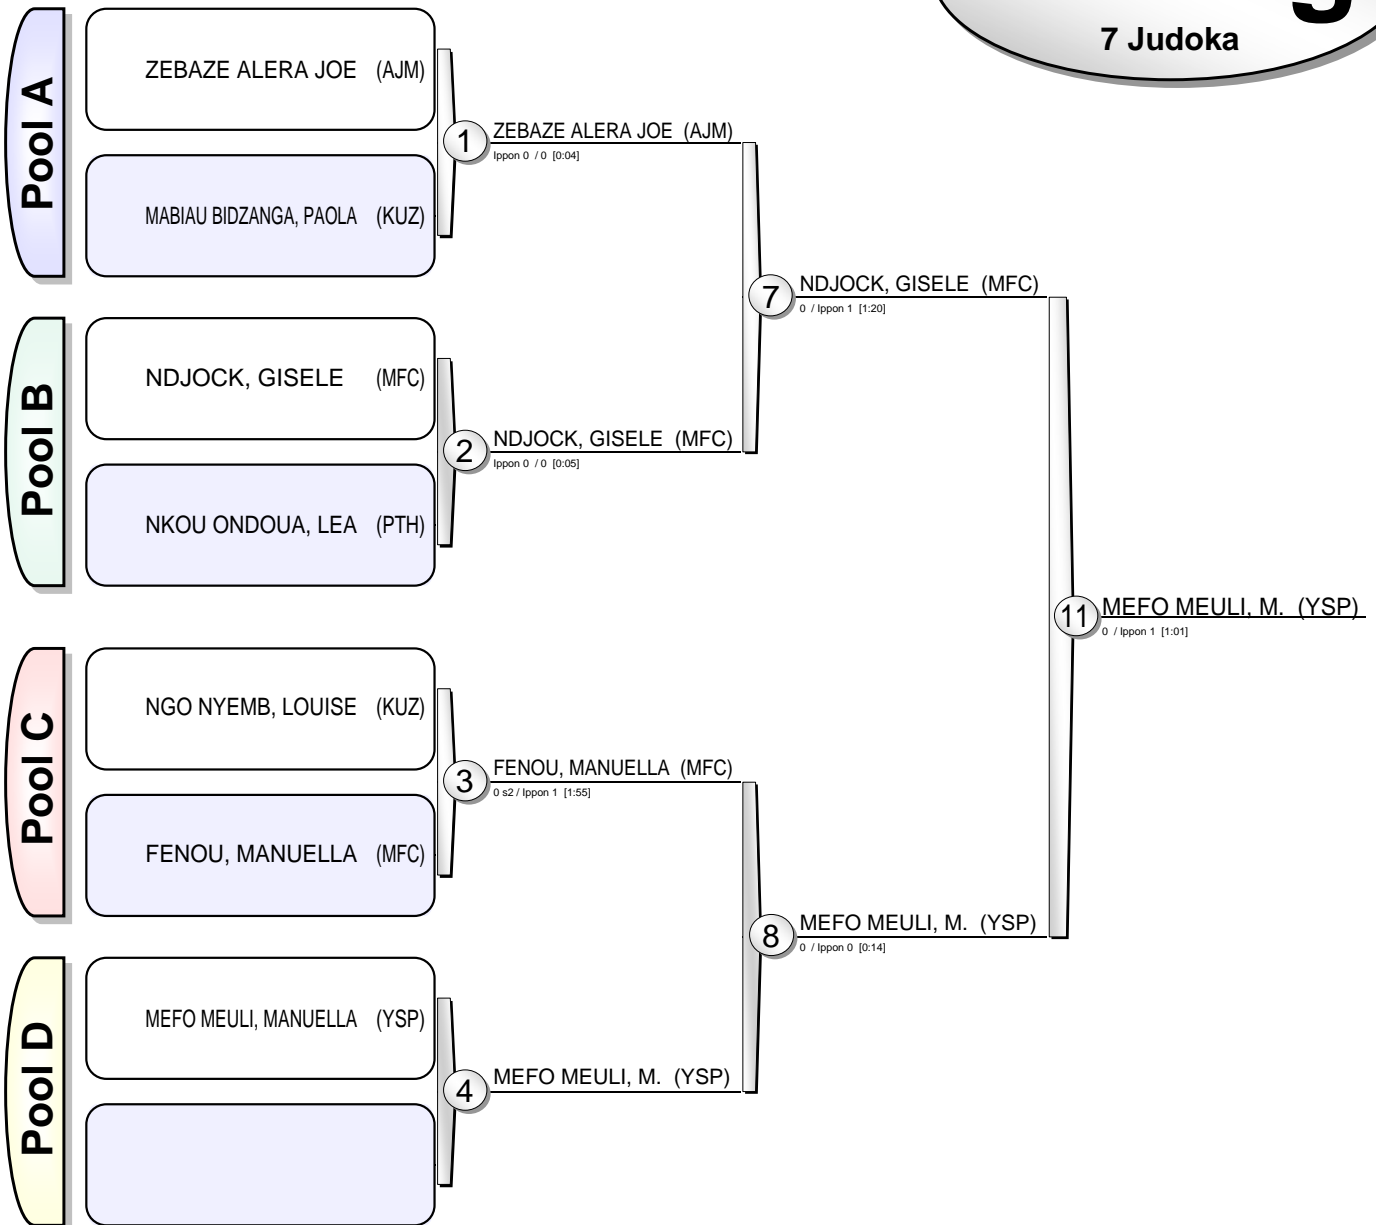 7 Judoka
Pool A
ZEBAZE ALERA JOE (AJM)
MABIAU BIDZANGA, PAOLA (KUZ)
1 ZEBAZE ALERA JOE (AJM)
Ippon 0 / 0 [0:04]
Pool B
NDJOCK, GISELE (MFC)
NKOU ONDOUA, LEA (PTH)
2 NDJOCK, GISELE (MFC)
Ippon 0 / 0 [0:05]
7 NDJOCK, GISELE (MFC)
0 / Ippon 1 [1:20]
Pool C
NGO NYEMB, LOUISE (KUZ)
FENOU, MANUELLA (MFC)
3 FENOU, MANUELLA (MFC)
0 s2 / Ippon 1 [1:55]
Pool D
MEFO MEULI, MANUELLA (YSP)
4 MEFO MEULI, M. (YSP)
8 MEFO MEULI, M. (YSP)
0 / Ippon 0 [0:14]
11 MEFO MEULI, M. (YSP)
0 / Ippon 1 [1:01]